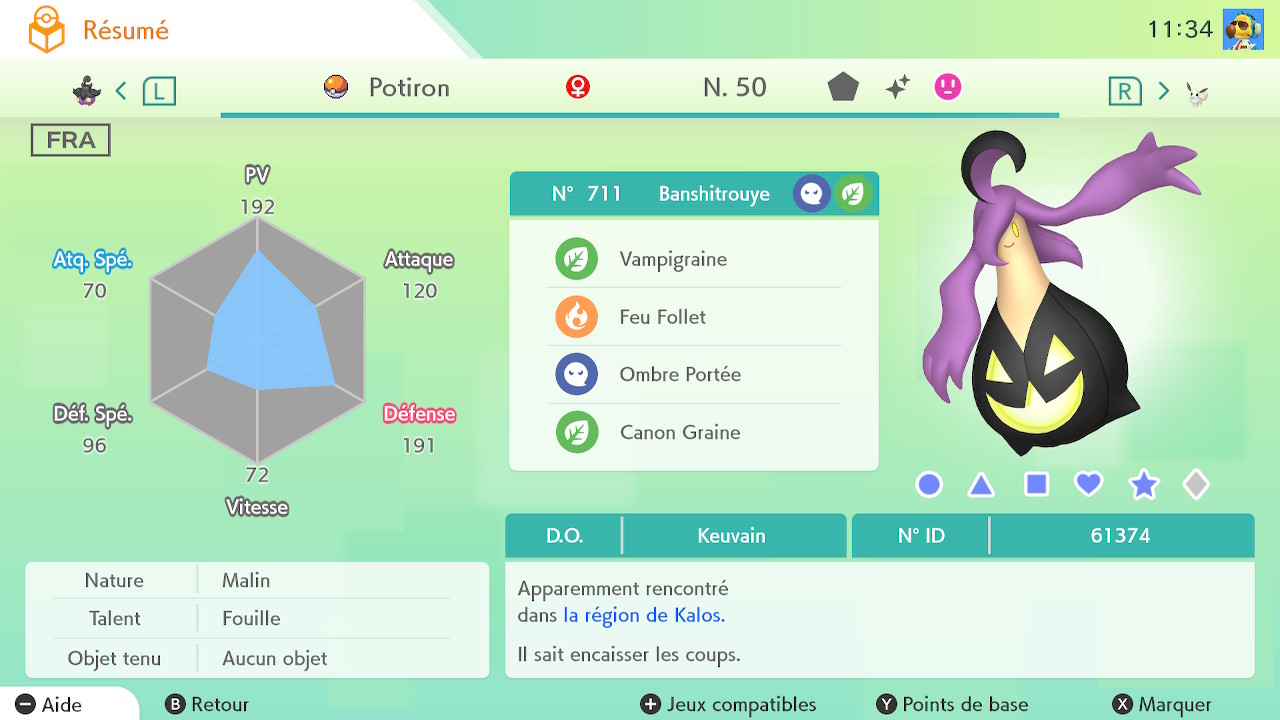 Résumé
11:34
L
Potiron
N. 50
R
FRA
PV
192
Atq. Spé.
70
Attaque
120
Déf. Spé.
96
Défense
191
72
Vitesse
N° 711 Banshitrouye
Vampigraine
Feu Follet
Ombre Portée
Canon Graine
D.O. Keuvain
N° ID 61374
Nature Malin
Talent Fouille
Objet tenu Aucun objet
Apparemment rencontré
dans la région de Kalos.
Il sait encaisser les coups.
Aide
B Retour
Jeux compatibles
Y Points de base
X Marquer